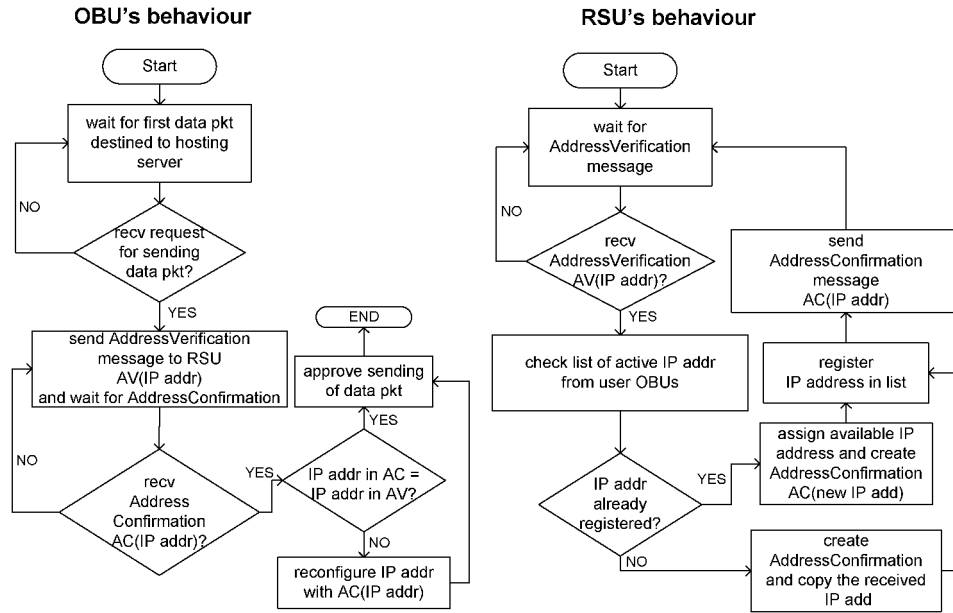 OBU's behaviour
Start
wait for first data pkt
destined to hosting
server
NO
recv request
for sending
data pkt?
YES
send AddressVerification
message to RSU
AV(IP addr)
and wait for AddressConfirmation
NO
recv
Address
Confirmation
AC(IP addr)?
YES
IP addr in AC =
IP addr in AV?
YES
approve sending
of data pkt
END
NO
reconfigure IP addr
with AC(IP addr)
RSU's behaviour
Start
wait for
AddressVerification
message
NO
recv
AddressVerification
AV(IP addr)?
YES
check list of active IP addr
from user OBUs
IP addr
already
registered?
YES
assign available IP
address and create
AddressConfirmation
AC(new IP add)
NO
create
AddressConfirmation
and copy the received
IP add
register
IP address in list
send
AddressConfirmation
message
AC(IP addr)